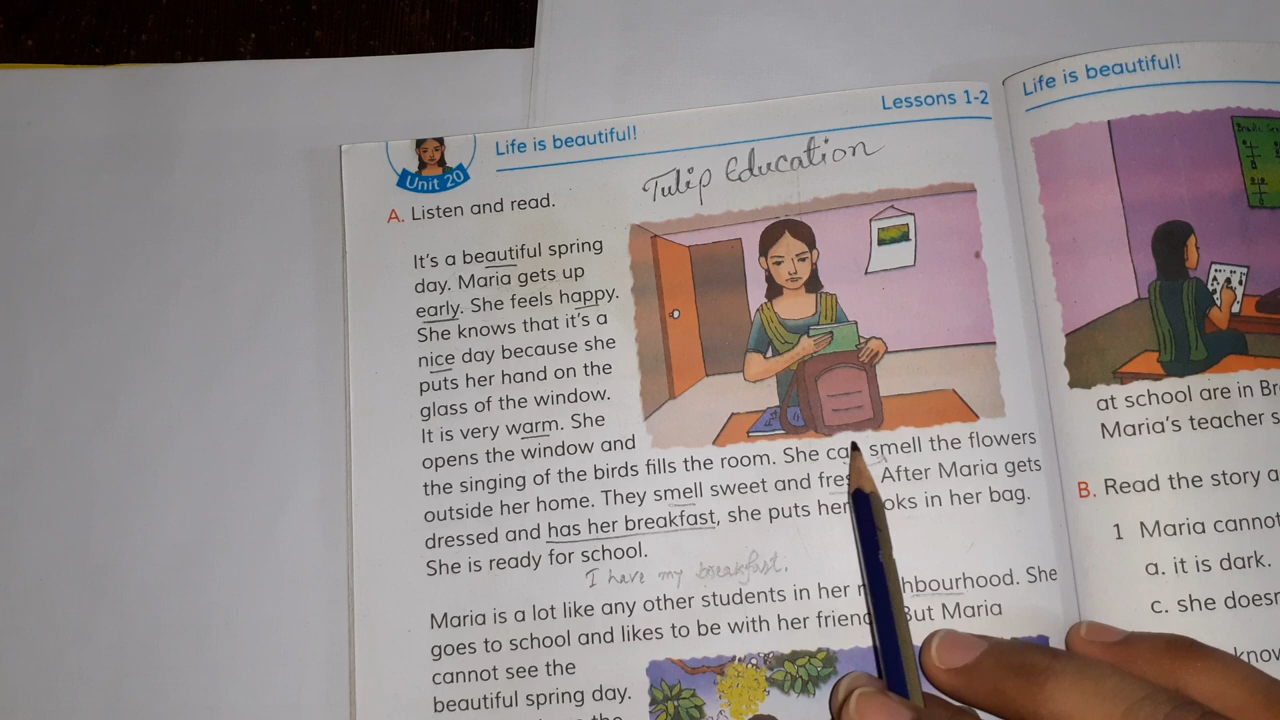 Life is beautiful!
Lessons 1-2
Unit 20
Tulip Education
A. Listen and read.
It's a beautiful spring
day. Maria gets up
early. She feels happy.
She knows that it's a
nice day because she
puts her hand on the
glass of the window.
It is very warm. She
opens the window and
the singing of the birds fills the room. She can smell the flowers
outside her home. They smell sweet and fres After Maria gets
dressed and has her breakfast, she puts her oks in her bag.
She is ready for school.
I have my breakfast.
Maria is a lot like any other students in her n hbourhood. She
goes to school and likes to be with her friend But Maria
cannot see the
beautiful spring day.
Life is beautiful!
at school are in Br
Maria's teacher s
B. Read the story a
1 Maria cannot
a. it is dark.
c. she doesn
know